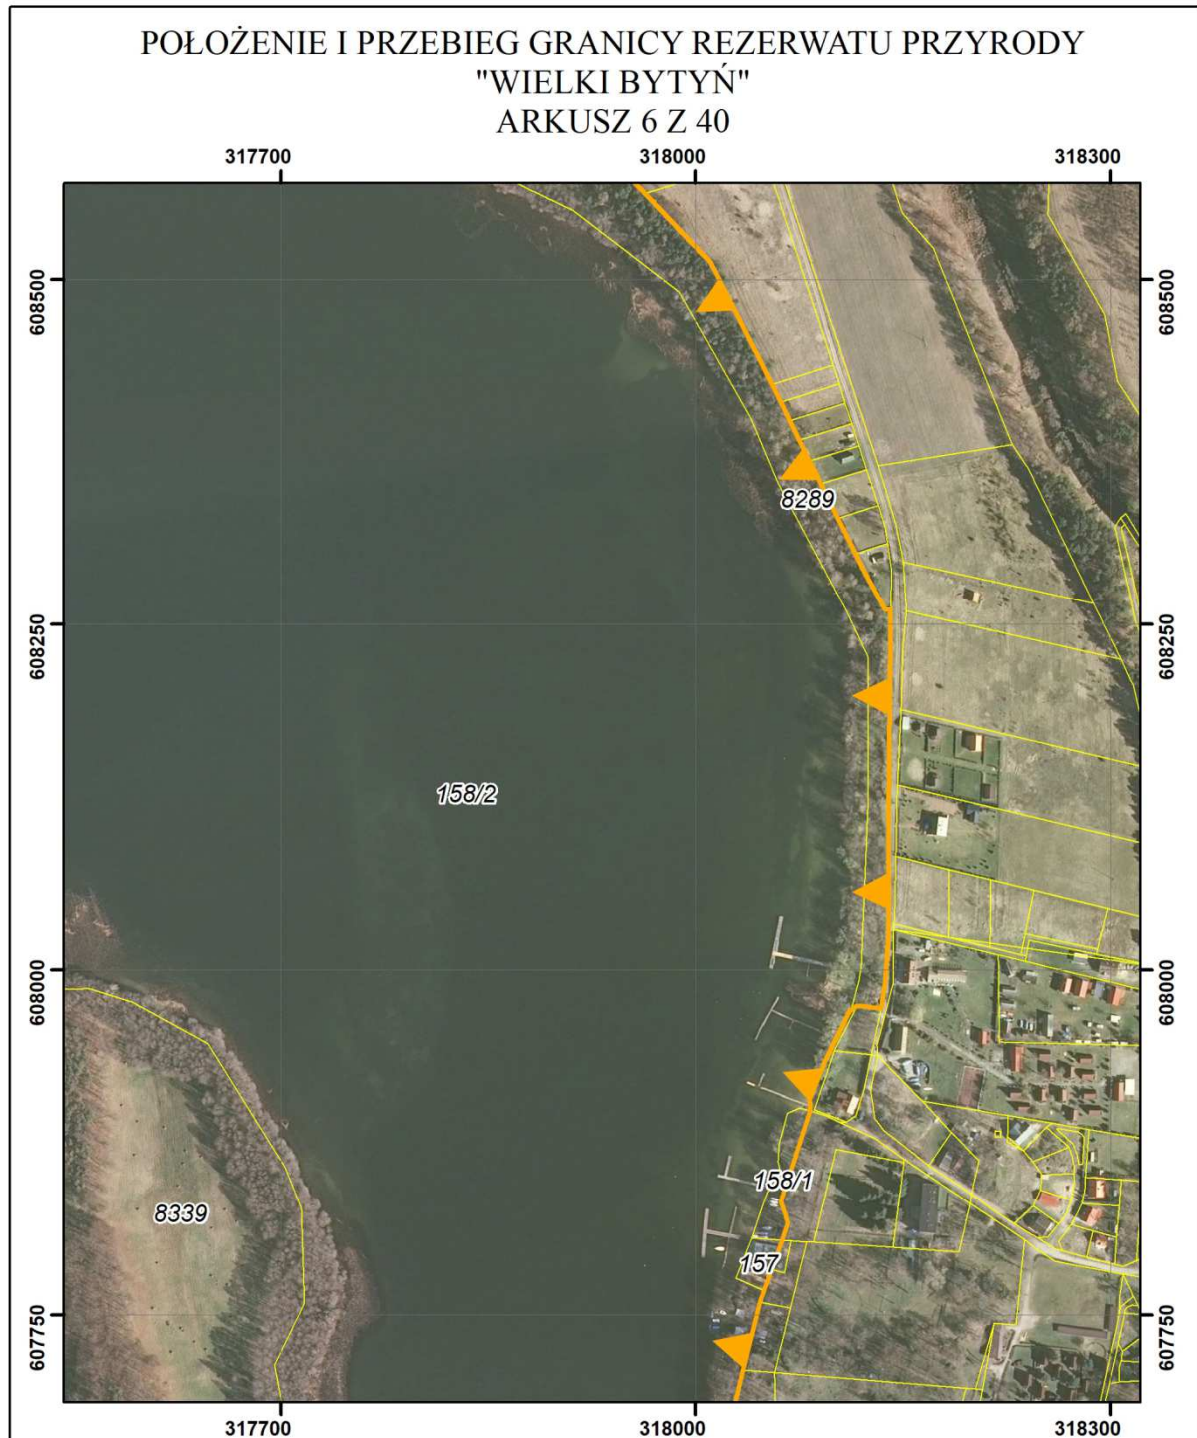 POŁOŻENIE I PRZEBIEG GRANICY REZERWATU PRZYRODY
"WIELKI BYTYŃ"
ARKUSZ 6 Z 40
317700 318000 318300
608500 608500
8289
608250 608250
158/2
608000 608000
158/1
8339
157
607750 607750
317700 318000 318300